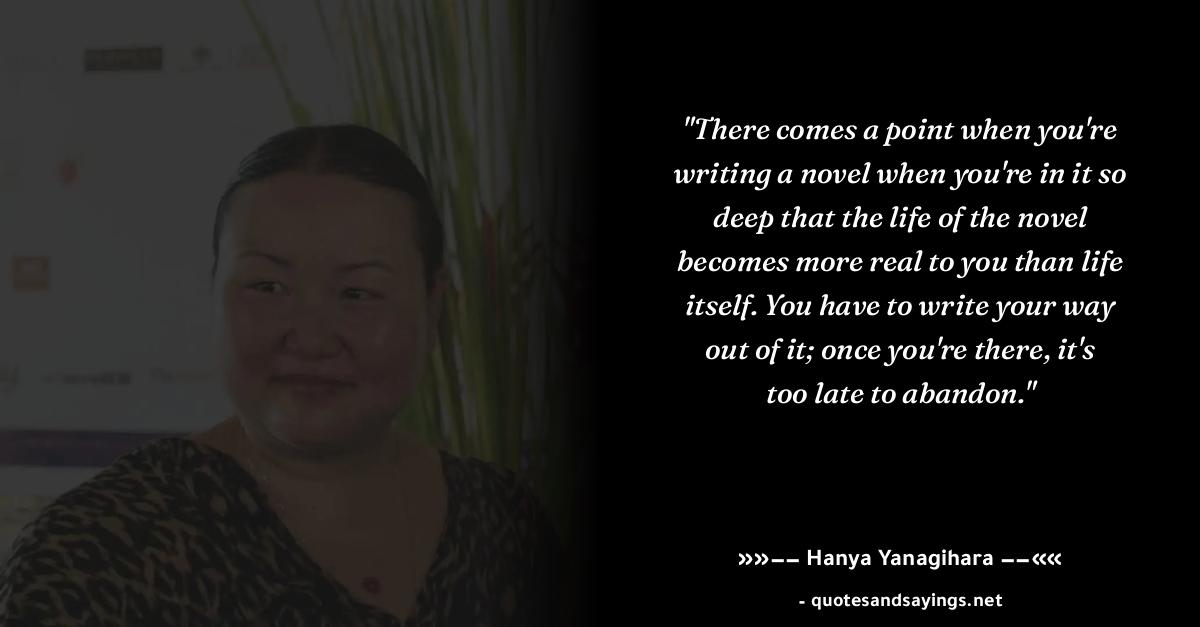 "There comes a point when you're
writing a novel when you're in it so
deep that the life of the novel
becomes more real to you than life
itself. You have to write your way
out of it; once you're there, it's
too late to abandon."
»»–– Hanya Yanagihara ––««
- quotesandsayings.net